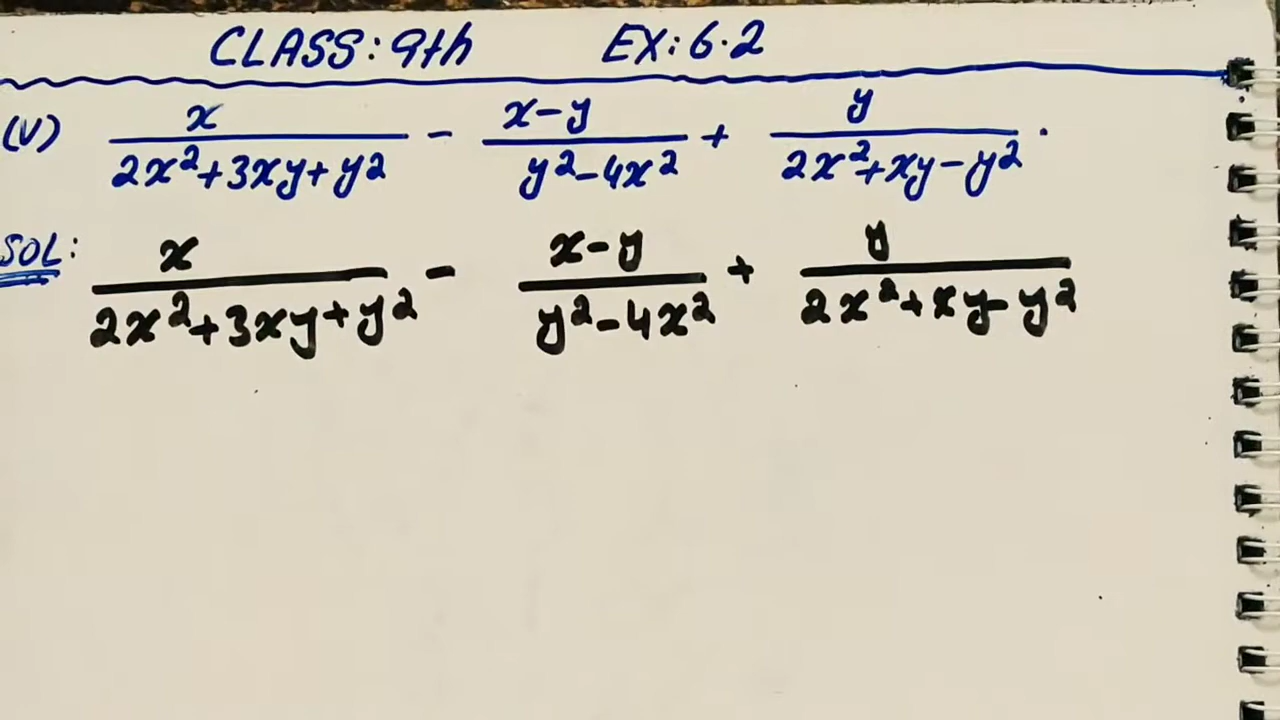 CLASS: 9th EX: 6.2
(V) x/(2x²+3xy+y²) - (x-y)/(y²-4x²) + y/(2x²+xy-y²).
SOL: x/(2x²+3xy+y²) - (x-y)/(y²-4x²) + y/(2x²+xy-y²)